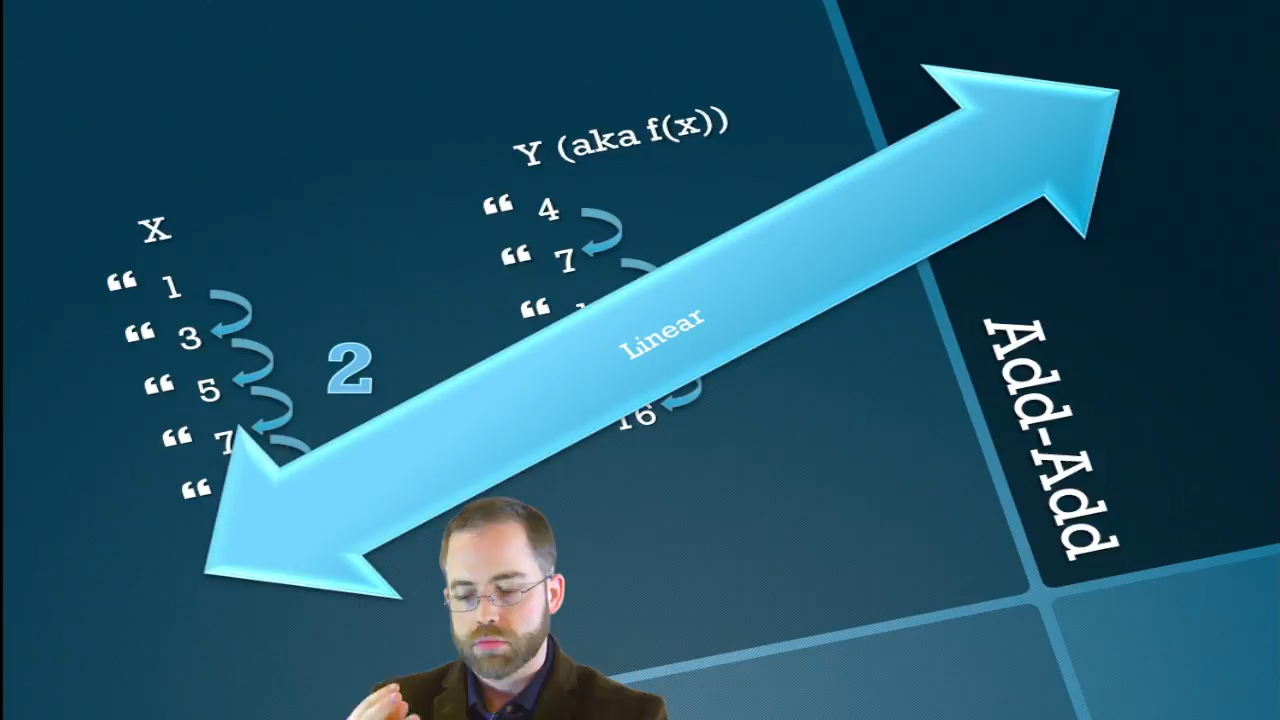 X
“ 1
“ 3
“ 5
“ 7
“
2
Y (aka f(x))
“ 4
“ 7
“
16
Linear
Add-Add